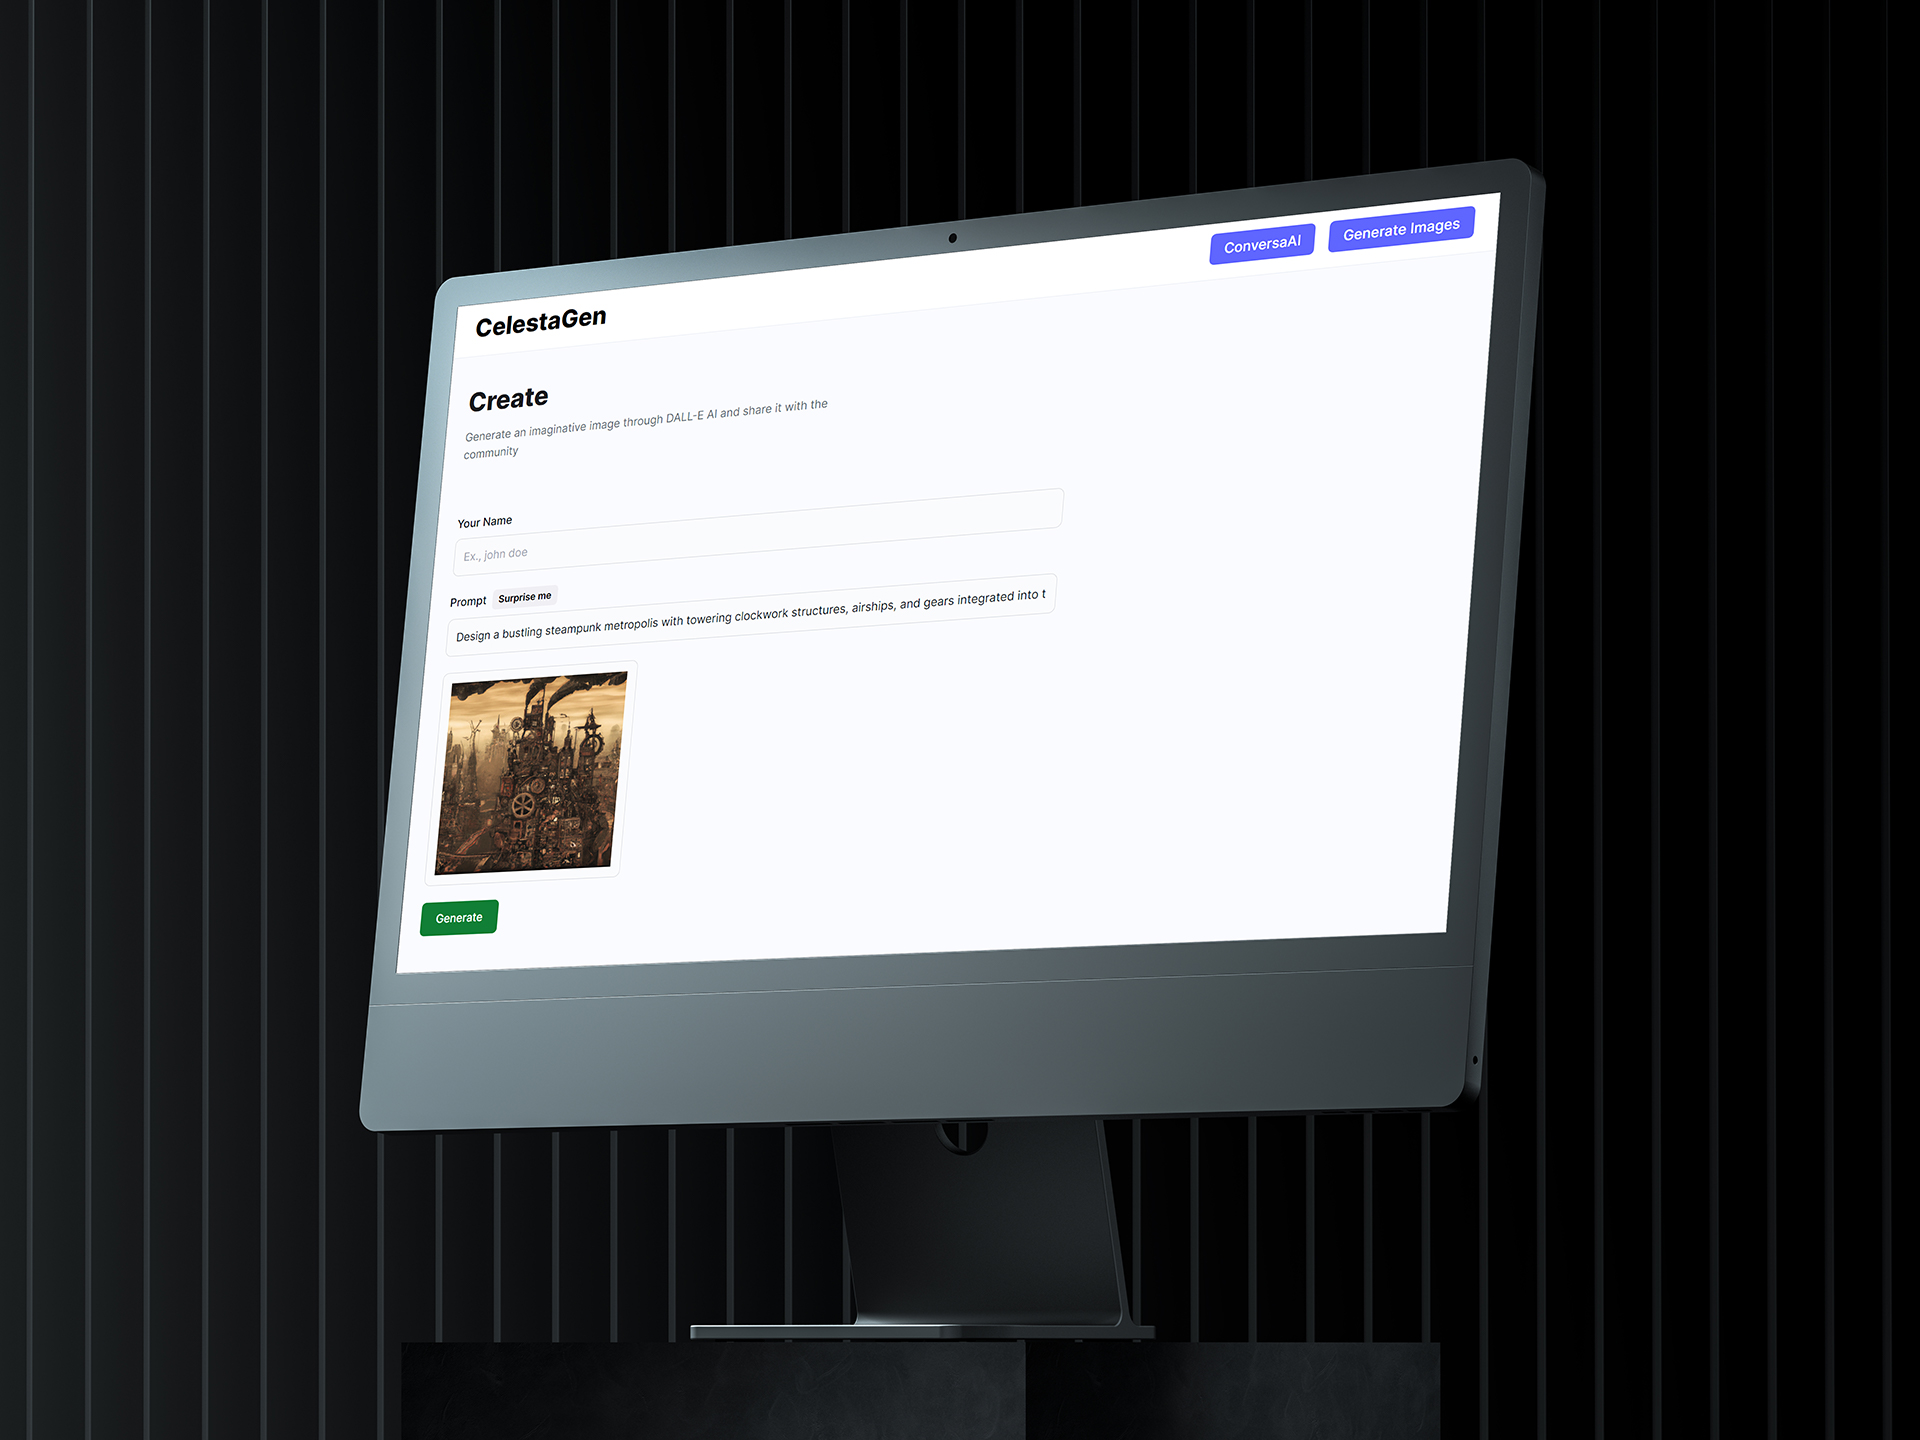 CelestaGen
ConversaAI
Generate Images
Create
Generate an imaginative image through DALL-E AI and share it with the
community
Your Name
Ex., john doe
Prompt
Surprise me
Design a bustling steampunk metropolis with towering clockwork structures, airships, and gears integrated into t
Generate